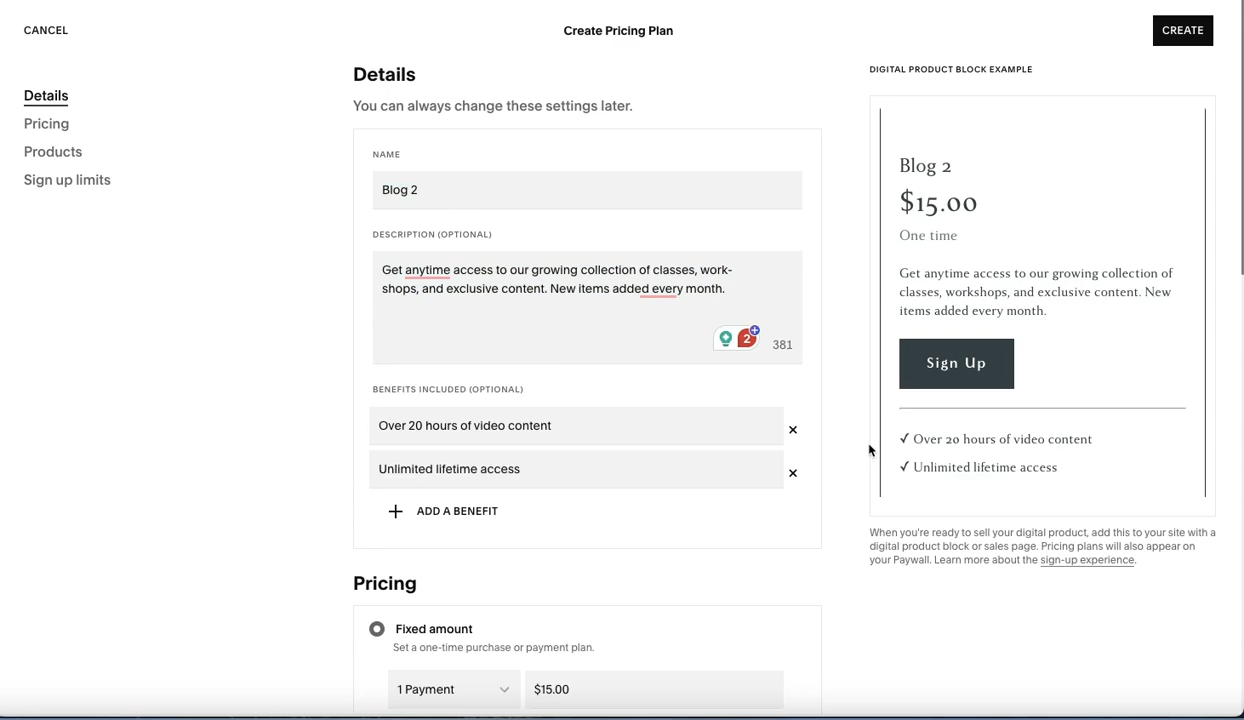 CANCEL
Create Pricing Plan
CREATE
Details
Pricing
Products
Sign up limits
Details
You can always change these settings later.
NAME
Blog 2
DESCRIPTION (OPTIONAL)
Get anytime access to our growing collection of classes, work-
shops, and exclusive content. New items added every month.
2
381
BENEFITS INCLUDED (OPTIONAL)
Over 20 hours of video content
Unlimited lifetime access
ADD A BENEFIT
Pricing
Fixed amount
Set a one-time purchase or payment plan.
1 Payment
$15.00
DIGITAL PRODUCT BLOCK EXAMPLE
Blog 2
$15.00
One time
Get anytime access to our growing collection of
classes, workshops, and exclusive content. New
items added every month.
Sign Up
✓ Over 20 hours of video content
✓ Unlimited lifetime access
When you're ready to sell your digital product, add this to your site with a
digital product block or sales page. Pricing plans will also appear on
your Paywall. Learn more about the sign-up experience.